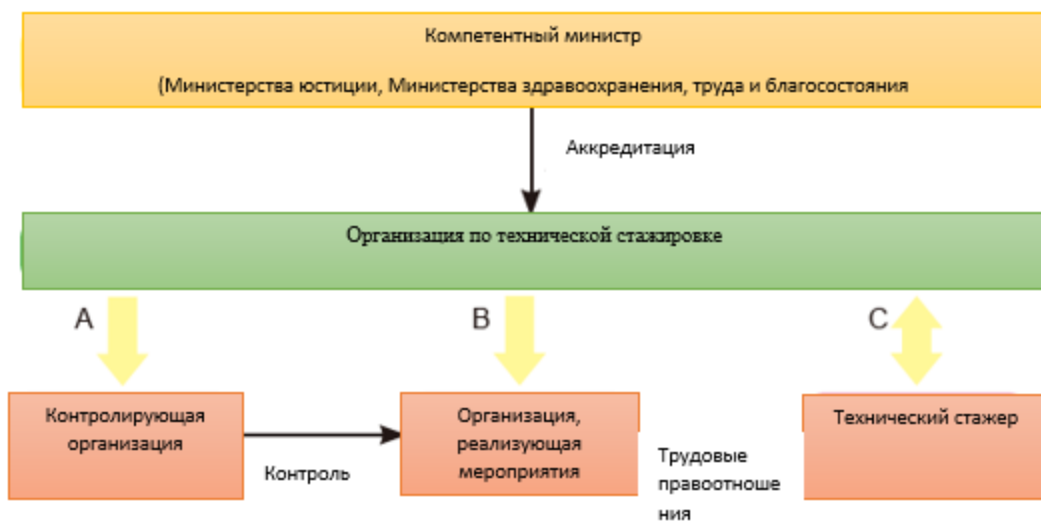 Компетентный министр
(Министерства юстиции, Министерства здравоохранения, труда и благосостояния
Аккредитация
Организация по технической стажировке
A
B
C
Контролирующая
организация
Контроль
Организация,
реализующая
мероприятия
Трудовые
правоотноше
ния
Технический стажер